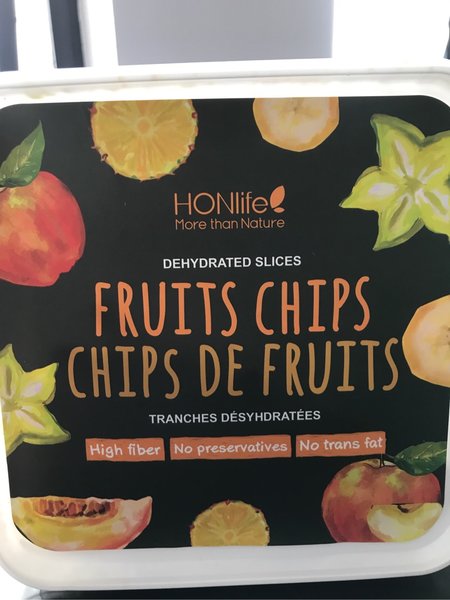 HONlife
More than Nature
DEHYDRATED SLICES
FRUITS CHIPS
CHIPS DE FRUITS
TRANCHES DÉSYHDRATÉES
High fiber No preservatives No trans fat